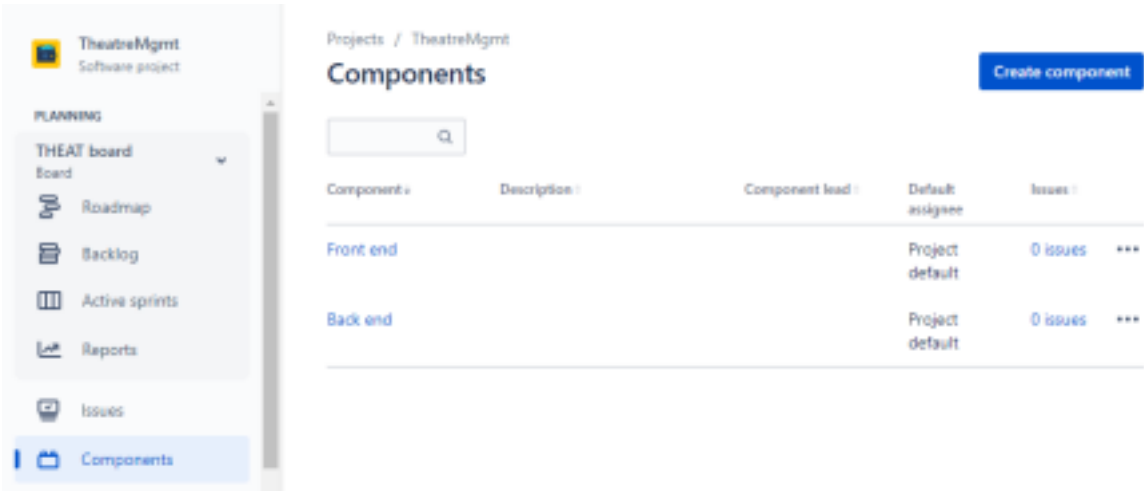 TheatreMgmt
Software project
PLANNING
THEAT board
Board
Roadmap
Backlog
Active sprints
Reports
Issues
Components
Projects / TheatreMgmt
Components
Create component
Component Description Component lead Default assignee Issues
Front end Project default 0 issues
Back end Project default 0 issues